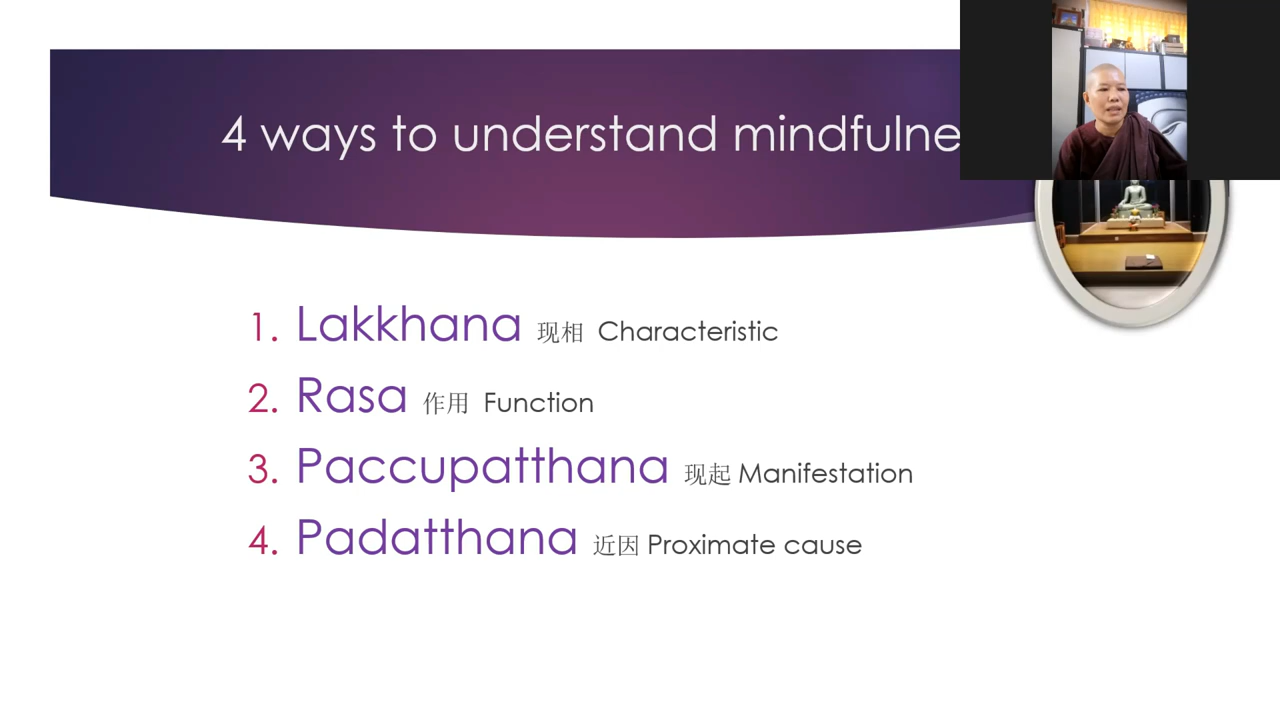 4 ways to understand mindfulne
1. Lakkhana 现相 Characteristic
2. Rasa 作用 Function
3. Paccupatthana 现起 Manifestation
4. Padatthana 近因 Proximate cause